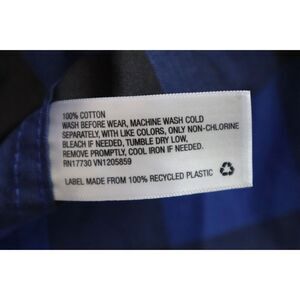 100% COTTON
WASH BEFORE WEAR, MACHINE WASH COLD
SEPARATELY, WITH LIKE COLORS, ONLY NON-CHLORINE
BLEACH IF NEEDED, TUMBLE DRY LOW,
REMOVE PROMPTLY, COOL IRON IF NEEDED.
RN17730 VN1205859
LABEL MADE FROM 100% RECYCLED PLASTIC